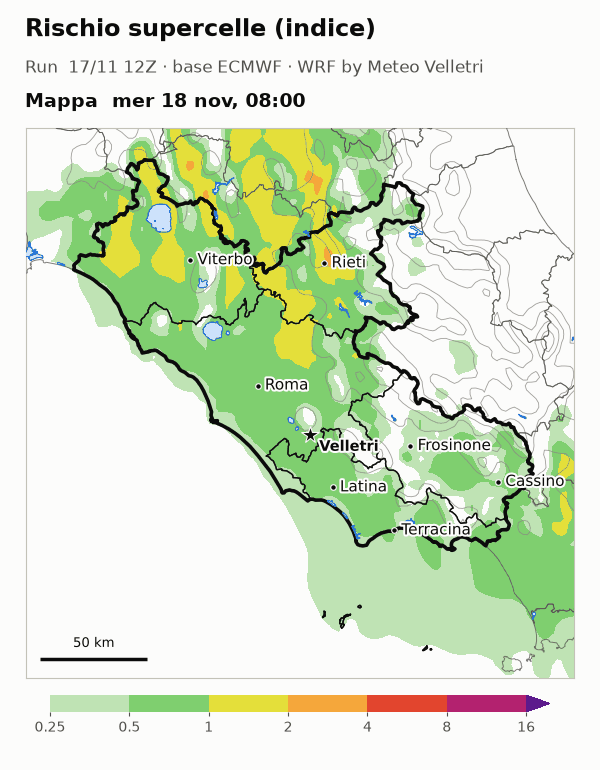 Rischio supercelle (indice)
Run  17/11 12Z · base ECMWF · WRF by Meteo Velletri
Mappa  mer 18 nov, 08:00
Viterbo
Rieti
Roma
Velletri
Frosinone
Latina
Cassino
Terracina
50 km
0.25 0.5 1 2 4 8 16